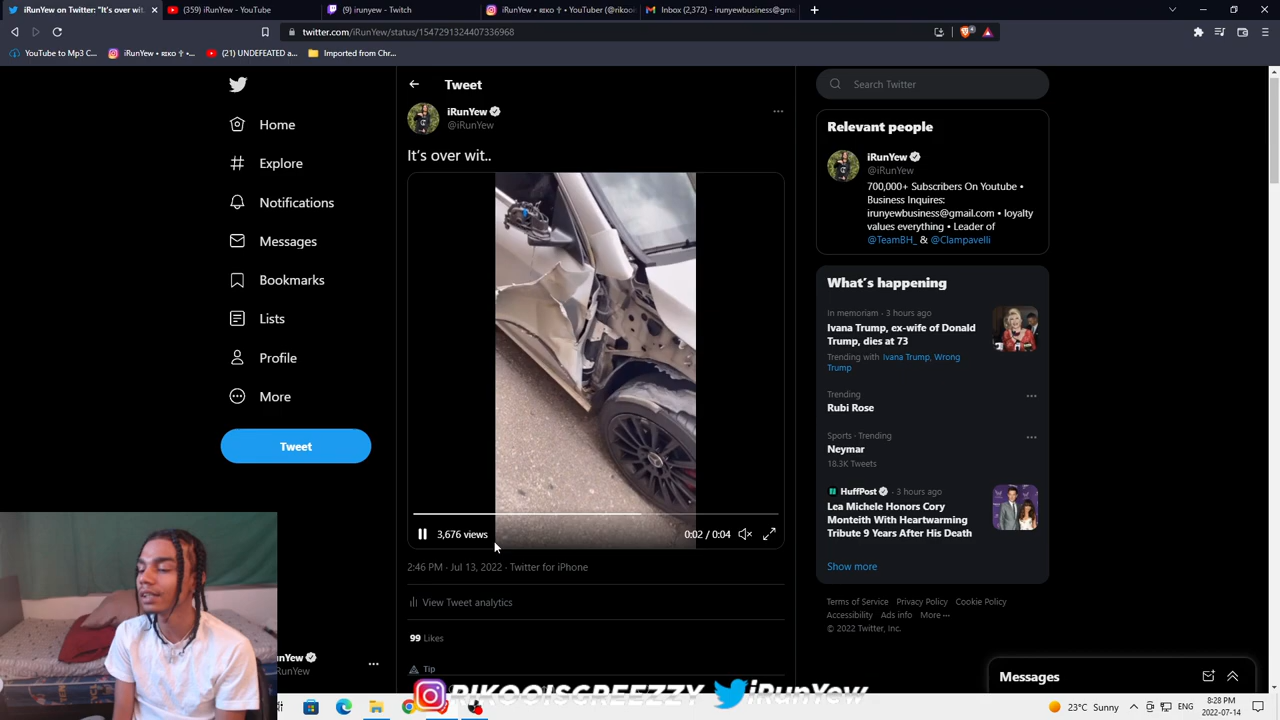 iRunYew on Twitter: "It's over wit..
(359) iRunYew - YouTube
(9) irunYew - Twitch
Inbox (2,372) - irunyewbusiness@gma
twitter.com/iRunYew/status/1547291324407336968
YouTube to Mp3 C...
(21) UNDEFEATED a...
Imported from Chr...
Home
Explore
Notifications
Messages
Bookmarks
Lists
Profile
More
Tweet
Tweet
iRunYew
@iRunYew
It's over wit..
3,676 views
0:02 / 0:04
2:46 PM · Jul 13, 2022 · Twitter for iPhone
View Tweet analytics
99 Likes
Tip
Search Twitter
Relevant people
iRunYew
@iRunYew
700,000+ Subscribers On Youtube •
Business Inquires:
irunyewbusiness@gmail.com • loyalty
values everything • Leader of
@TeamBH_ & @Clampavelli
What's happening
In memoriam · 3 hours ago
Ivana Trump, ex-wife of Donald
Trump, dies at 73
Trending with Ivana Trump, Wrong
Trump
Trending
Rubi Rose
Sports · Trending
Neymar
18.3K Tweets
HuffPost · 3 hours ago
Lea Michele Honors Cory
Monteith With Heartwarming
Tribute 9 Years After His Death
Show more
Terms of Service Privacy Policy Cookie Policy
Accessibility Ads info More
© 2022 Twitter, Inc.
Messages
nYew
RunYew
RIKOOISGREEZZY iRunYew
23°C Sunny
ENG
8:28 PM
2022-07-14